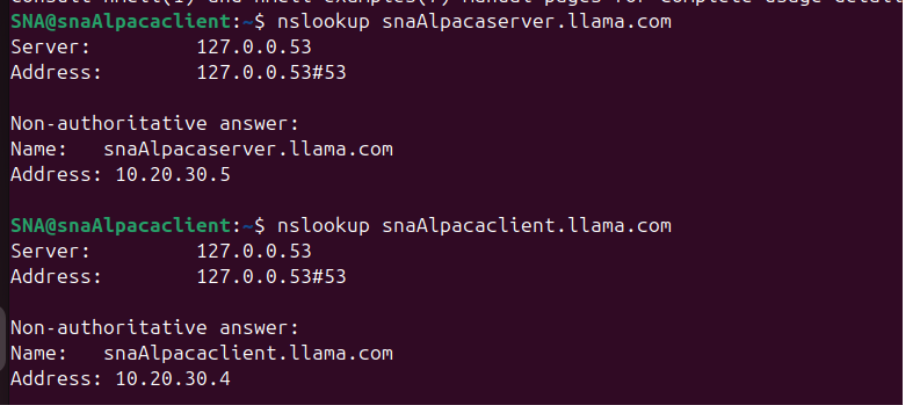 Consult nmcli(1) and nmcli-examples(7) manual pages for complete usage detail
SNA@snaAlpacaclient:~$ nslookup snaAlpacaserver.llama.com
Server:         127.0.0.53
Address:        127.0.0.53#53
Non-authoritative answer:
Name:   snaAlpacaserver.llama.com
Address: 10.20.30.5
SNA@snaAlpacaclient:~$ nslookup snaAlpacaclient.llama.com
Server:         127.0.0.53
Address:        127.0.0.53#53
Non-authoritative answer:
Name:   snaAlpacaclient.llama.com
Address: 10.20.30.4